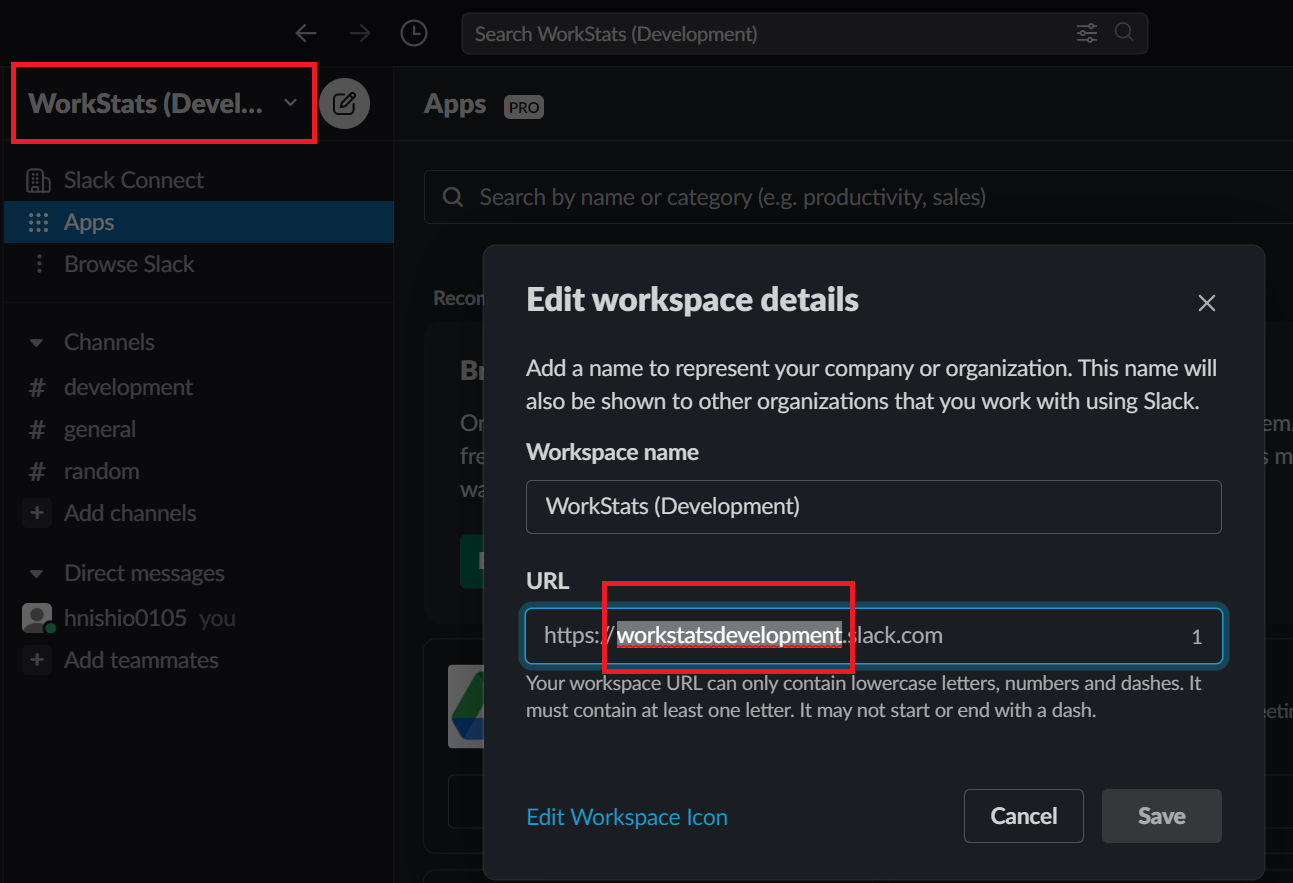 Search WorkStats (Development)
WorkStats (Devel...
Apps PRO
Slack Connect
Apps
Browse Slack
Channels
# development
# general
# random
+ Add channels
Direct messages
hnishio0105 you
+ Add teammates
Search by name or category (e.g. productivity, sales)
Edit workspace details
Add a name to represent your company or organization. This name will
also be shown to other organizations that you work with using Slack.
Workspace name
WorkStats (Development)
URL
https://workstatsdevelopment.slack.com 1
Your workspace URL can only contain lowercase letters, numbers and dashes. It
must contain at least one letter. It may not start or end with a dash.
Edit Workspace Icon
Cancel
Save